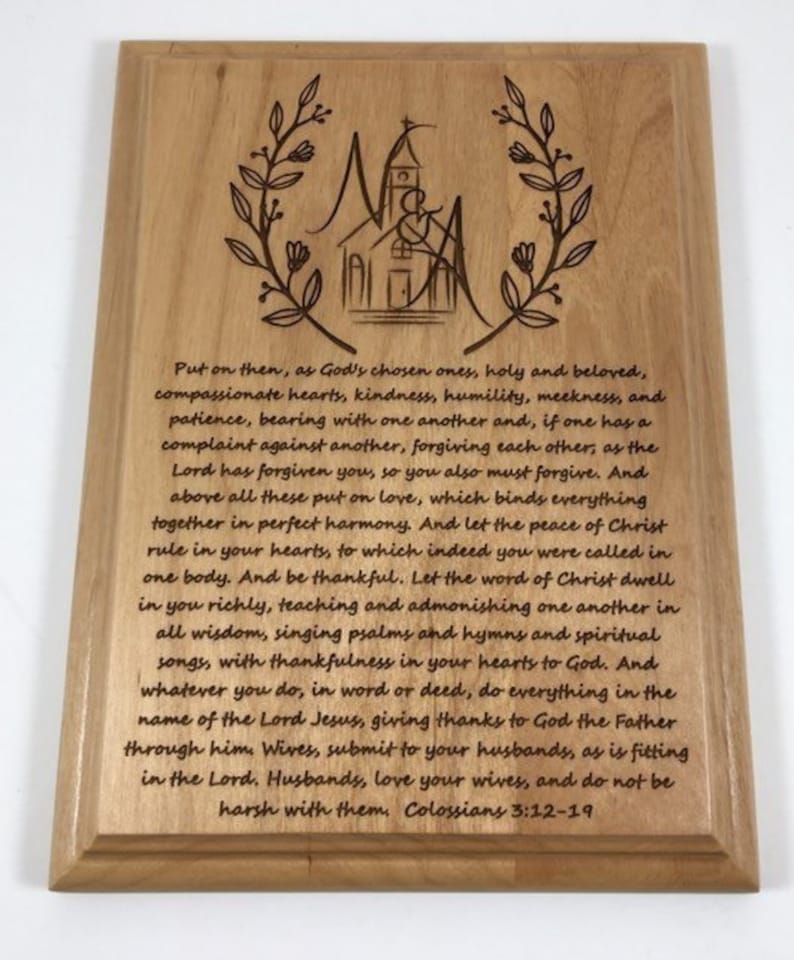 N & A
Put on then, as God's chosen ones, holy and beloved,
compassionate hearts, kindness, humility, meekness, and
patience, bearing with one another and, if one has a
complaint against another, forgiving each other; as the
Lord has forgiven you, so you also must forgive. And
above all these put on love, which binds everything
together in perfect harmony. And let the peace of Christ
rule in your hearts, to which indeed you were called in
one body. And be thankful. Let the word of Christ dwell
in you richly, teaching and admonishing one another in
all wisdom, singing psalms and hymns and spiritual
songs, with thankfulness in your hearts to God. And
whatever you do, in word or deed, do everything in the
name of the Lord Jesus, giving thanks to God the Father
through him. Wives, submit to your husbands, as is fitting
in the Lord. Husbands, love your wives, and do not be
harsh with them. Colossians 3:12-19